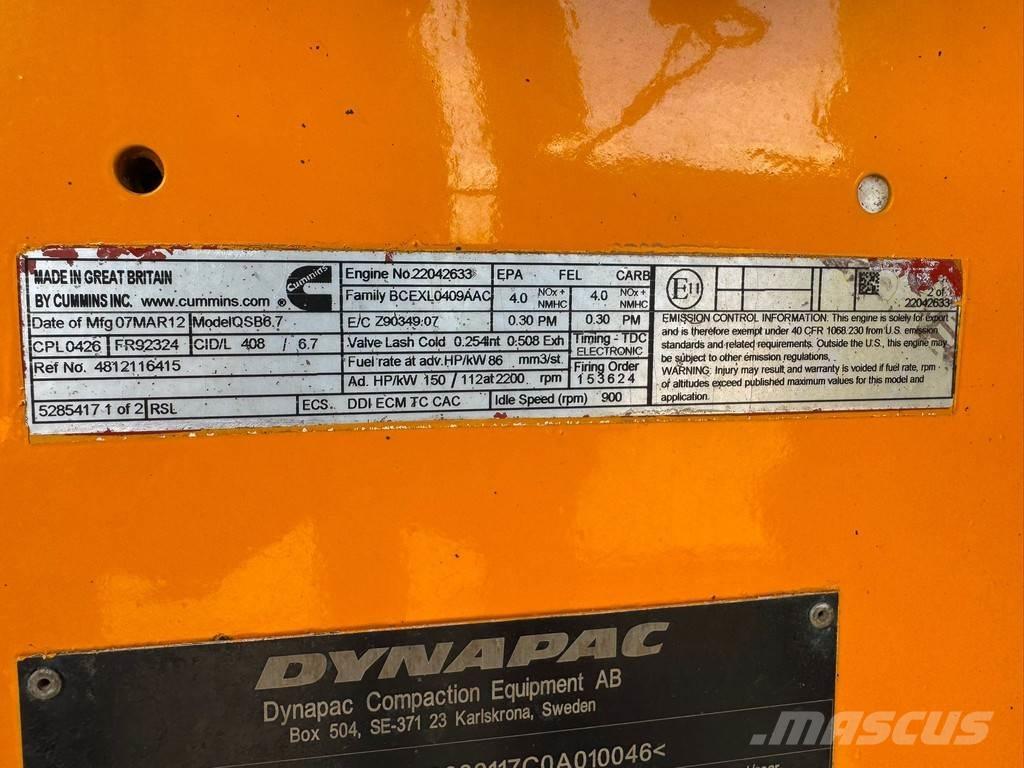 MADE IN GREAT BRITAIN
BY CUMMINS INC. www.cummins.com ®
Cummins
Date of Mfg 07MAR12 Model QSB6.7
CPL 0426 FR92324 CID/L 408 / 6.7
Ref No. 4812116415
5285417 1 of 2 RSL
Engine No. 22042633
Family BCEXL0409AAC
E/C Z90349:07
Valve Lash Cold 0.254 Int 0.508 Exh
Fuel rate at adv. HP/kW 86 mm3/st.
Ad. HP/kW 150 / 112 at 2200 rpm
ECS. DDI ECM TC CAC
Idle Speed (rpm) 900
EPA FEL CARB
4.0 NOx + NMHC 4.0 NOx + NMHC
0.30 PM 0.30 PM
Timing - TDC
ELECTRONIC
Firing Order
1 5 3 6 2 4
E11
2 of
22042633
EMISSION CONTROL INFORMATION. This engine is solely for export
and is therefore exempt under 40 CFR 1068.230 from U.S. emission
standards and related requirements. Outside the U.S., this engine may
be subject to other emission regulations.
WARNING: Injury may result, and warranty is voided if fuel rate, rpm
of altitudes exceed published maximum values for this model and
application.
DYNAPAC
Dynapac Compaction Equipment AB
Box 504, SE-371 23 Karlskrona, Sweden
117C0A010046<
MASCUS